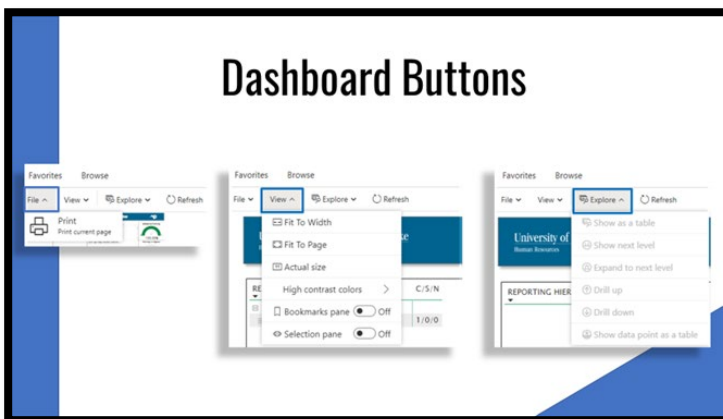 Dashboard Buttons
Favorites Browse
File View Explore Refresh
Print
Print current page
Favorites Browse
File View Explore Refresh
Fit To Width
Fit To Page
Actual size
High contrast colors
C/S/N
Bookmarks pane Off
1/0/0
Selection pane Off
Favorites Browse
File View Explore Refresh
Show as a table
University of
Human Resources
Show next level
Expand to next level
REPORTING HIER
Drill up
Drill down
Show data point as a table